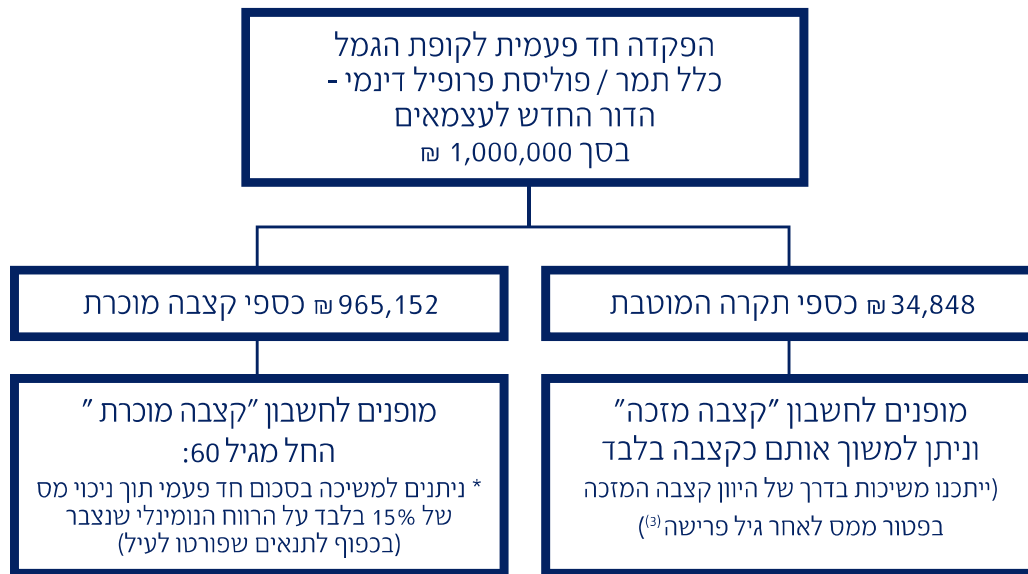 הפקדה חד פעמית לקופת הגמל
כלל תמר / פוליסת פרופיל דינמי -
הדור החדש לעצמאים
בסך 1,000,000 ₪
34,848 ₪ כספי תקרה המוטבת
965,152 ₪ כספי קצבה מוכרת
מופנים לחשבון "קצבה מזכה"
וניתן למשוך אותם כקצבה בלבד
(ייתכנו משיכות בדרך של היוון קצבה המזכה
בפטור ממס לאחר גיל פרישה (3))
מופנים לחשבון "קצבה מוכרת "
החל מגיל 60:
* ניתנים למשיכה בסכום חד פעמי תוך ניכוי מס
של 15% בלבד על הרווח הנומינלי שנצבר
(בכפוף לתנאים שפורטו לעיל)